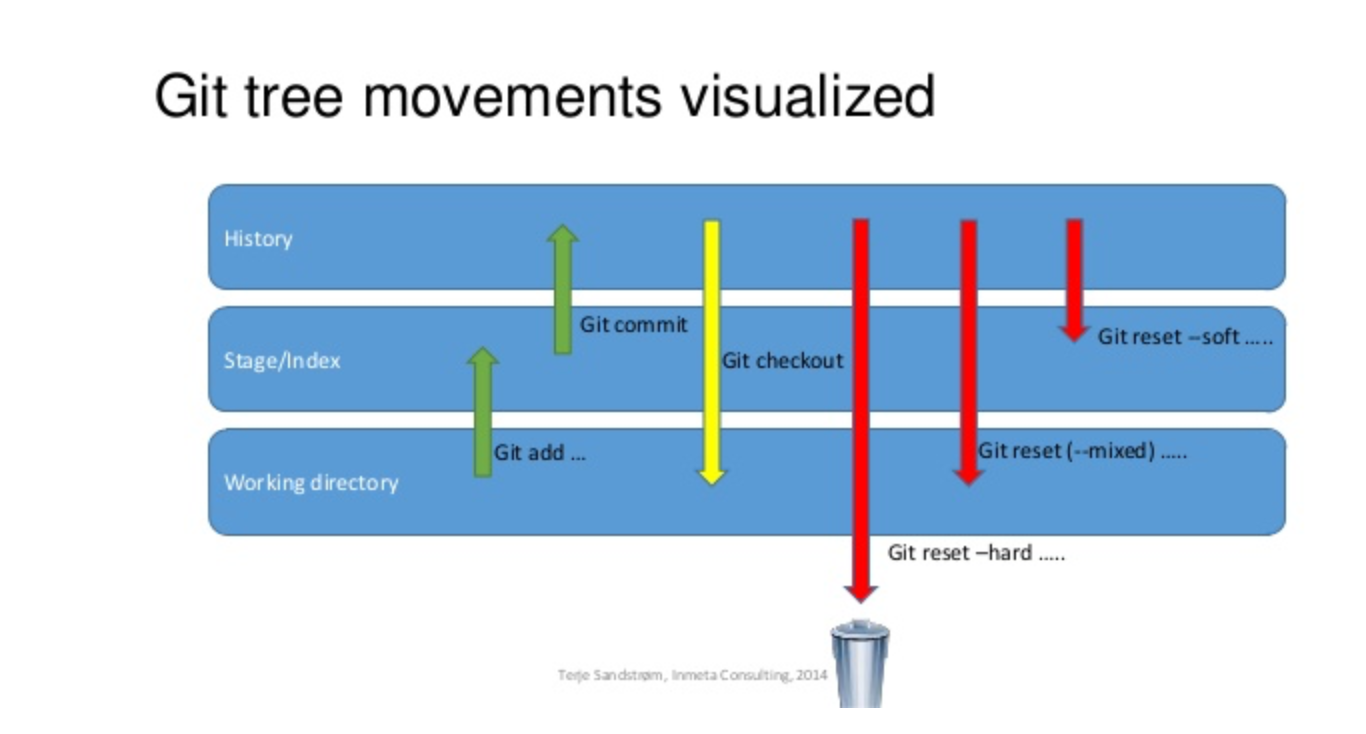 Git tree movements visualized
History
Git commit
Git reset –soft .....
Stage/Index
Git checkout
Git add ...
Git reset (--mixed) .....
Working directory
Git reset –hard .....
Terje Sandstrøm, Inmeta Consulting, 2014